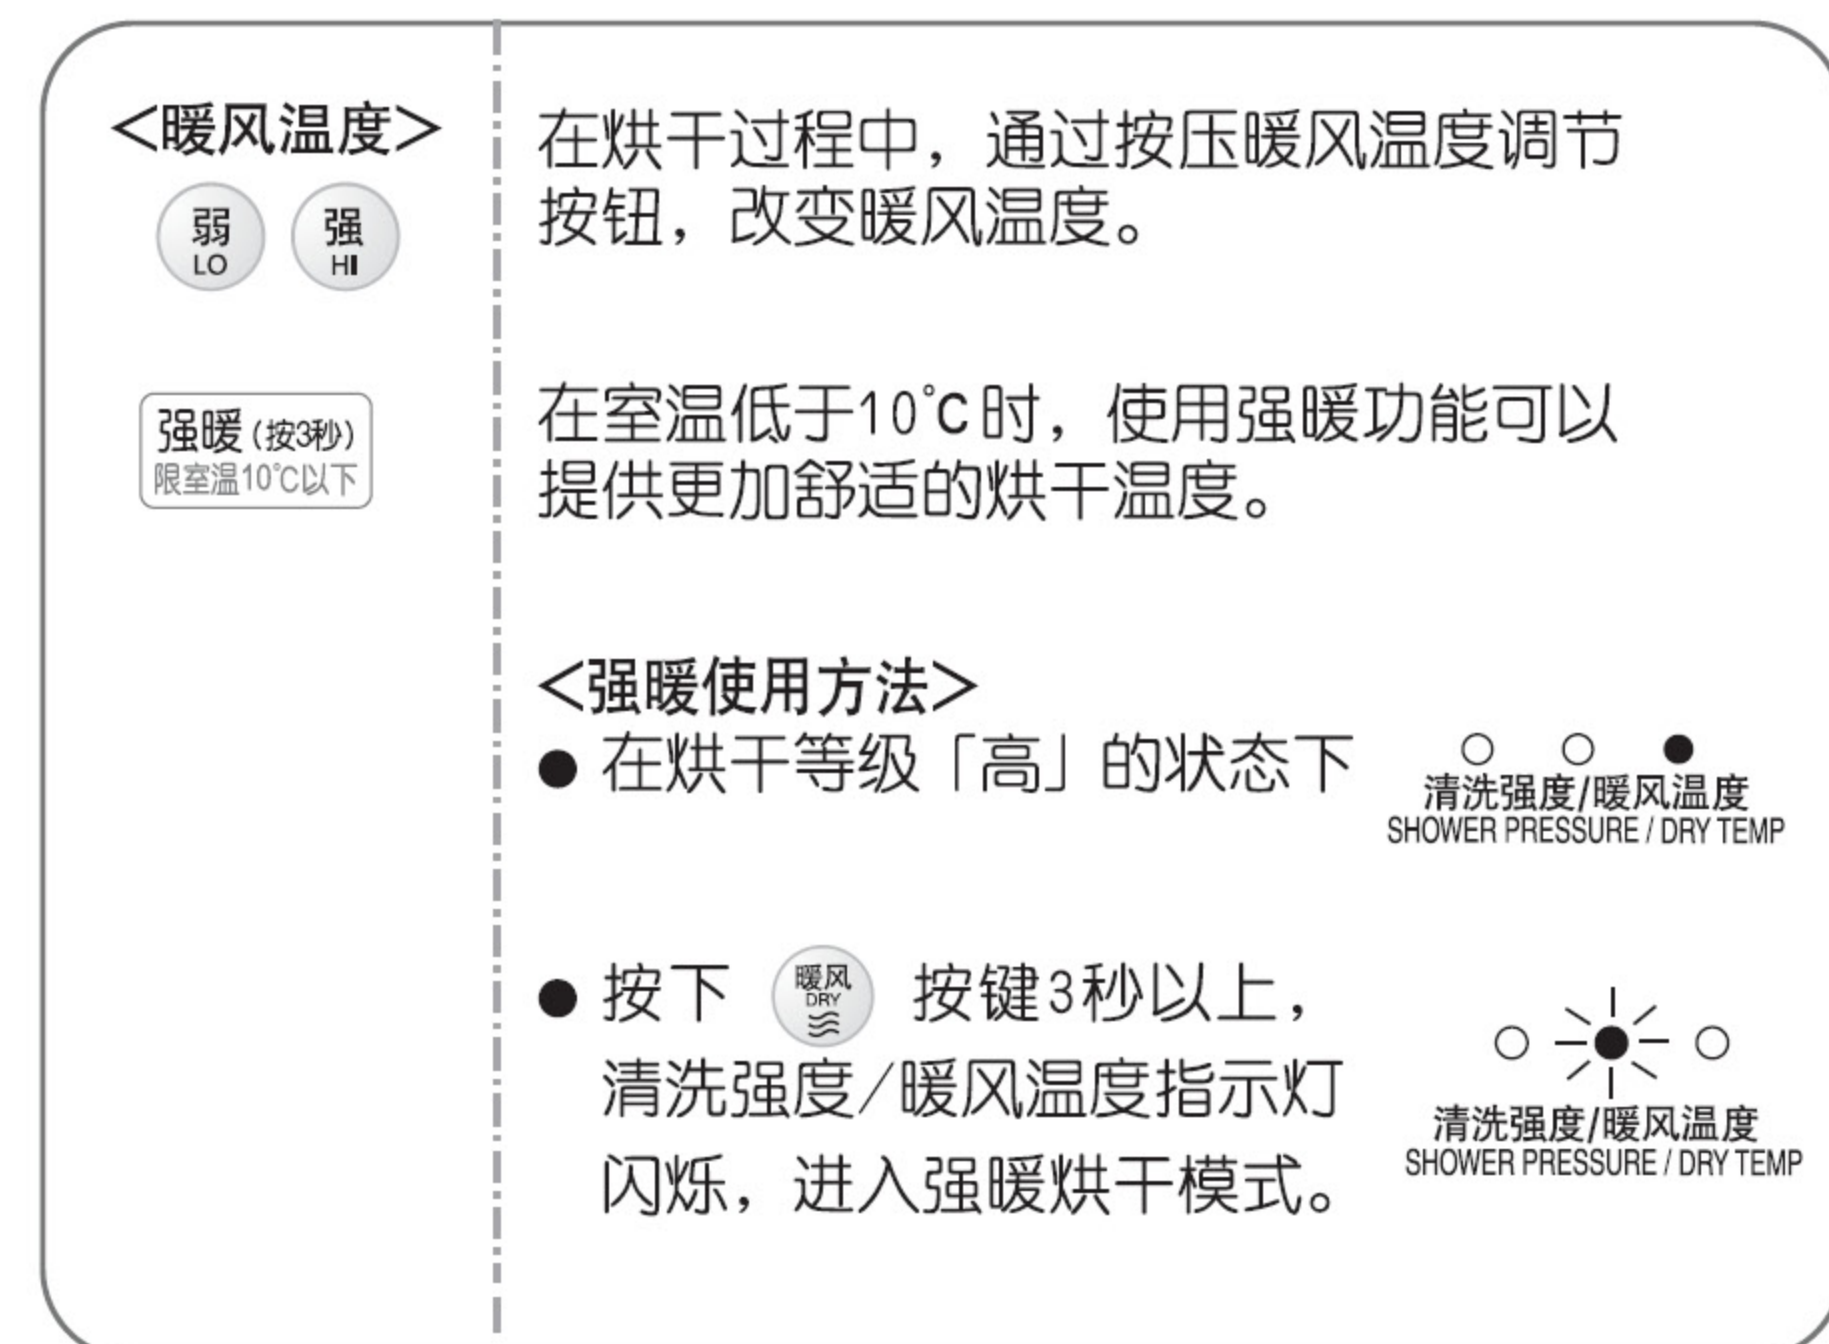 <暖风温度>
弱 强
LO HI
在烘干过程中，通过按压暖风温度调节
按钮，改变暖风温度。
强暖(按3秒)
限室温10℃以下
在室温低于10℃时，使用强暖功能可以
提供更加舒适的烘干温度。
<强暖使用方法>
● 在烘干等级「高」的状态下
清洗强度/暖风温度
SHOWER PRESSURE / DRY TEMP
● 按下 暖风 DRY 按键3秒以上，
清洗强度/暖风温度指示灯
闪烁，进入强暖烘干模式。
清洗强度/暖风温度
SHOWER PRESSURE / DRY TEMP